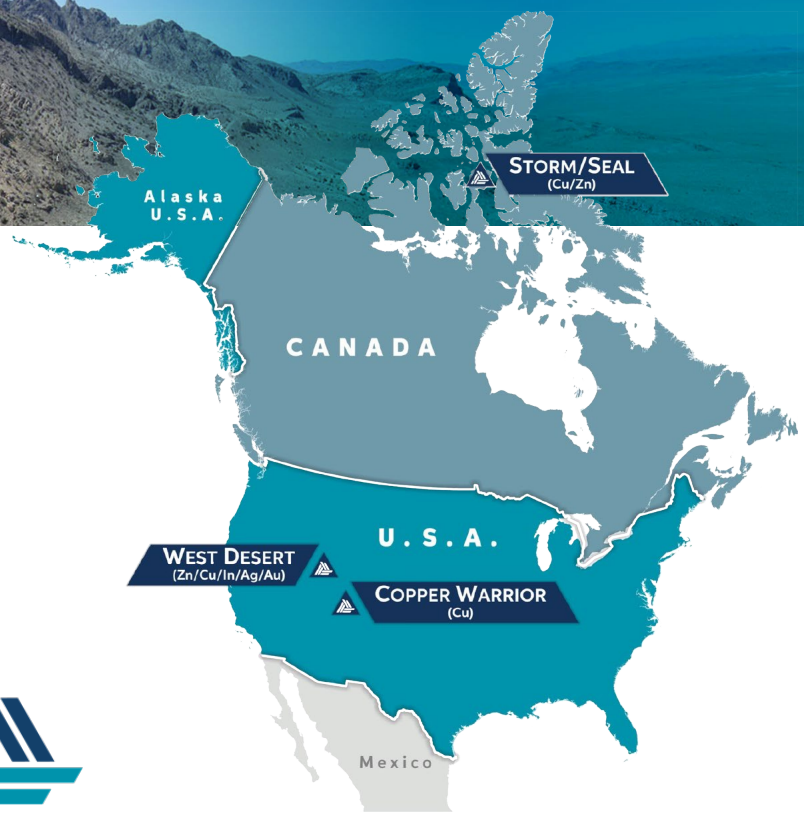 STORM/SEAL
(Cu/Zn)
Alaska
U.S.A.
CANADA
U.S.A.
WEST DESERT
(Zn/Cu/In/Ag/Au)
COPPER WARRIOR
(Cu)
Mexico